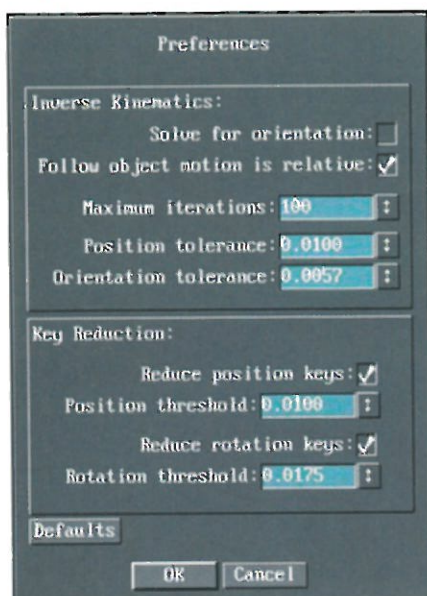 Preferences
Inverse Kinematics:
Solve for orientation:
Follow object motion is relative:
Maximum iterations: 100
Position tolerance: 0.0100
Orientation tolerance: 0.0057
Key Reduction:
Reduce position keys:
Position threshold: 0.0100
Reduce rotation keys:
Rotation threshold: 0.0175
Defaults
OK Cancel